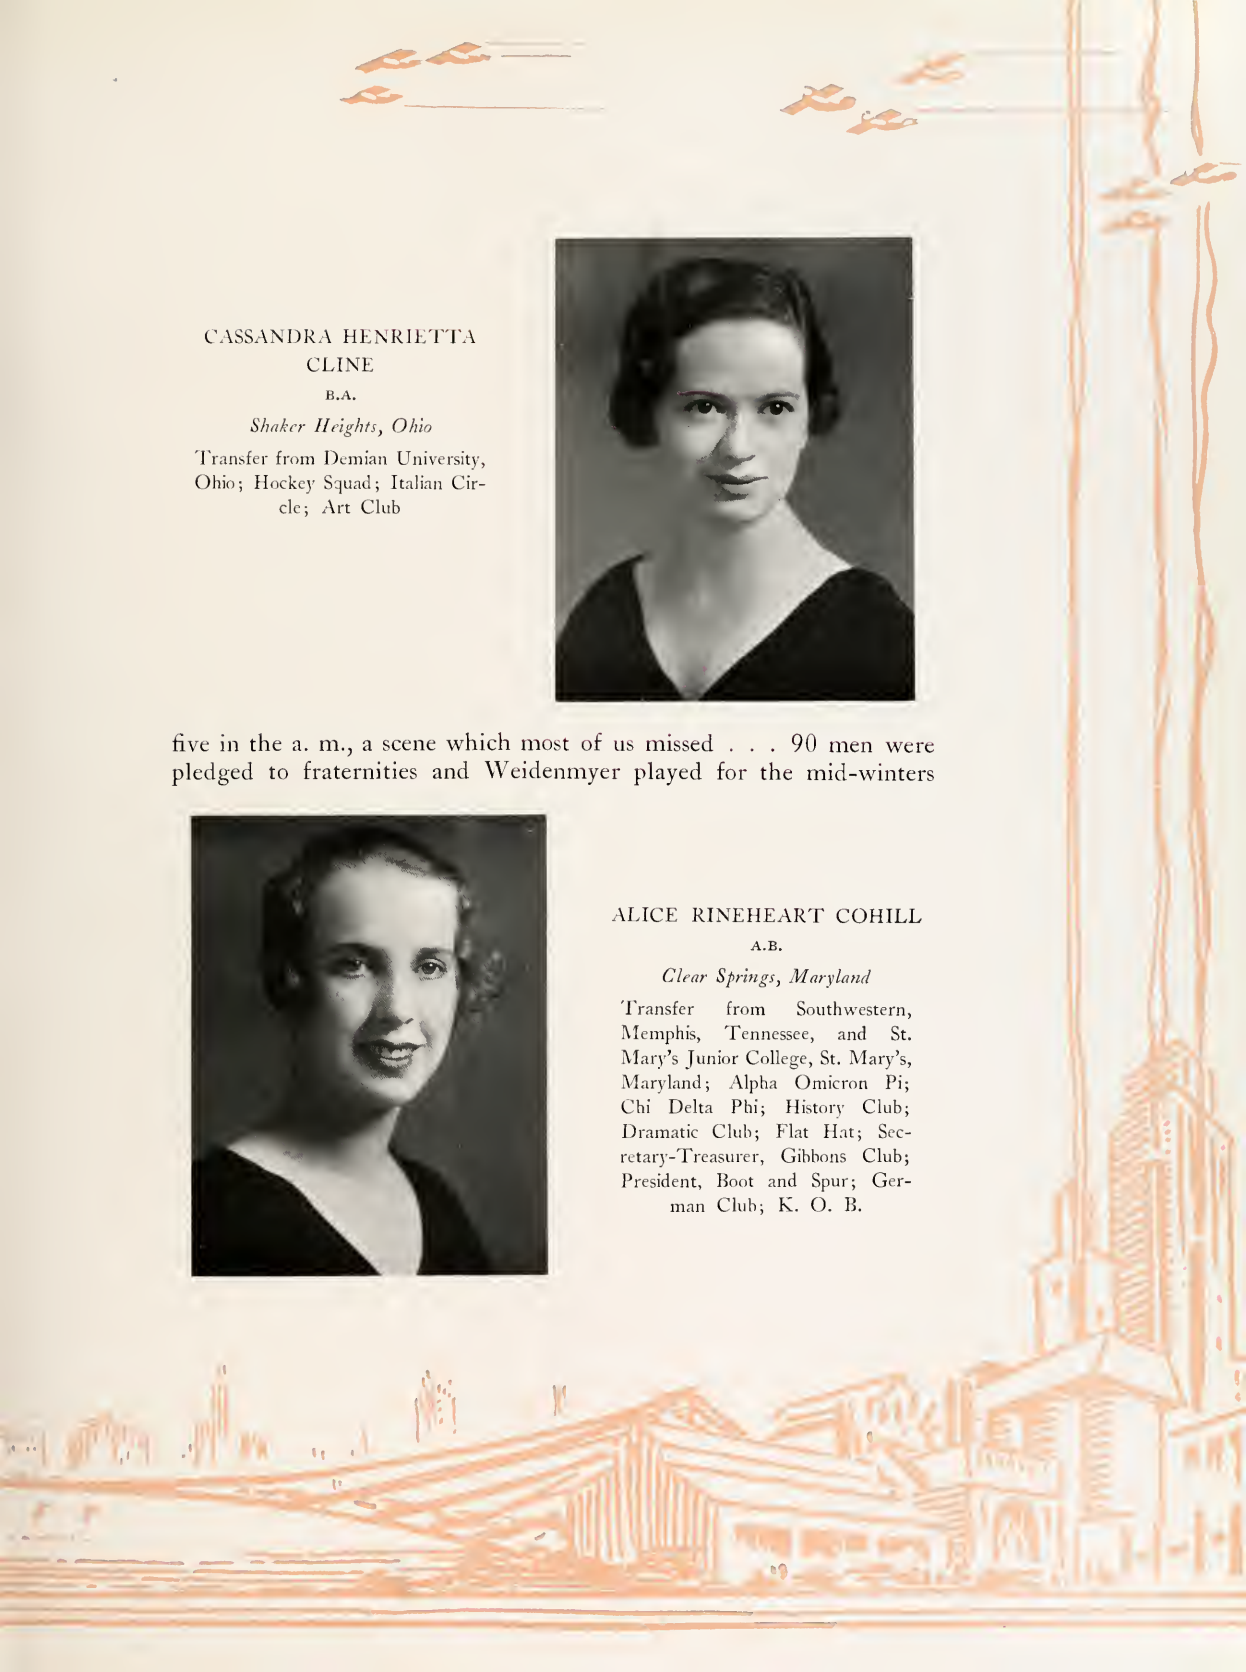 CASSANDRA HENRIETTA
CLINE
B.A.
Shaker Heights, Ohio
Transfer from Demian University,
Ohio; Hockey Squad; Italian Cir-
cle; Art Club
five in the a. m., a scene which most of us missed . . . 90 men were
pledged to fraternities and Weidenmyer played for the mid-winters
ALICE RINEHEART COHILL
A.B.
Clear Springs, Maryland
Transfer from Southwestern,
Memphis, Tennessee, and St.
Mary's Junior College, St. Mary's,
Maryland; Alpha Omicron Pi;
Chi Delta Phi; History Club;
Dramatic Club; Flat Hat; Sec-
retary-Treasurer, Gibbons Club;
President, Boot and Spur; Ger-
man Club; K. O. B.